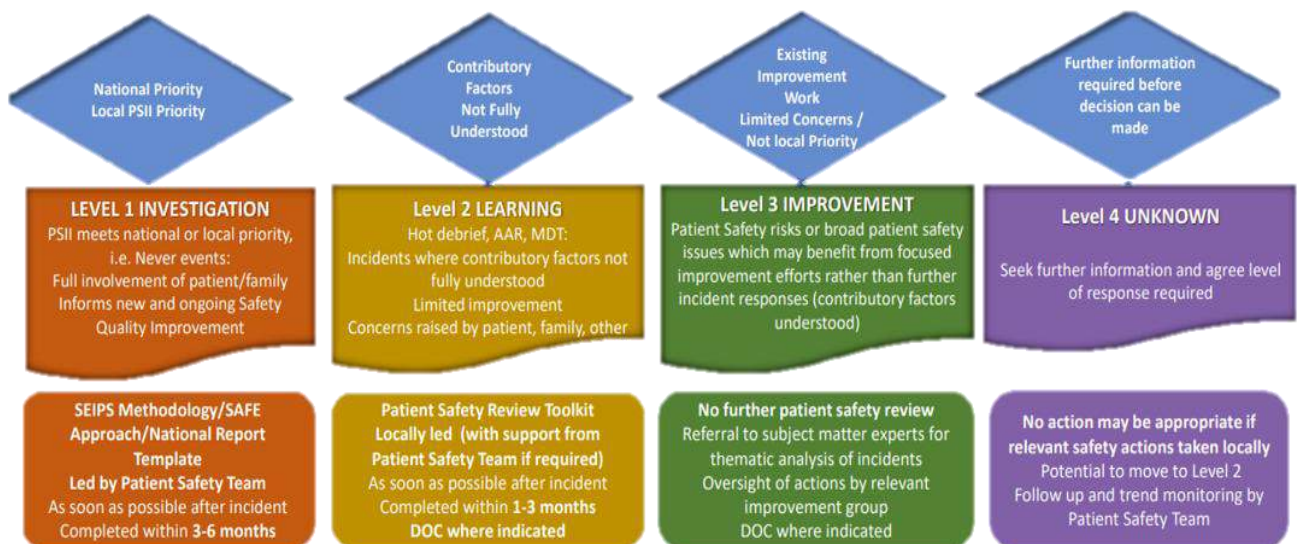 National Priority
Local PSII Priority
Contributory
Factors
Not Fully
Understood
Existing
Improvement
Work
Limited Concerns /
Not local Priority
Further information
required before
decision can be
made
LEVEL 1 INVESTIGATION
PSII meets national or local priority,
i.e. Never events:
Full involvement of patient/family
Informs new and ongoing Safety
Quality Improvement
Level 2 LEARNING
Hot debrief, AAR, MDT:
Incidents where contributory factors not
fully understood
Limited improvement
Concerns raised by patient, family, other
Level 3 IMPROVEMENT
Patient Safety risks or broad patient safety
issues which may benefit from focused
improvement efforts rather than further
incident responses (contributory factors
understood)
Level 4 UNKNOWN
Seek further information and agree level
of response required
SEIPS Methodology/SAFE
Approach/National Report
Template
Led by Patient Safety Team
As soon as possible after incident
Completed within 3-6 months
Patient Safety Review Toolkit
Locally led (with support from
Patient Safety Team if required)
As soon as possible after incident
Completed within 1-3 months
DOC where indicated
No further patient safety review
Referral to subject matter experts for
thematic analysis of incidents
Oversight of actions by relevant
improvement group
DOC where indicated
No action may be appropriate if
relevant safety actions taken locally
Potential to move to Level 2
Follow up and trend monitoring by
Patient Safety Team